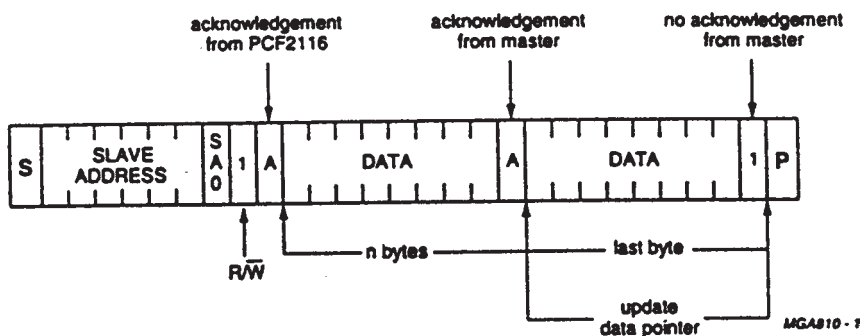 acknowledgement
from PCF2116
acknowledgement
from master
no acknowledgement
from master
S
SLAVE
ADDRESS
S
A
0
1
A
DATA
A
DATA
1
P
R/W̅
n bytes
last byte
update
data pointer
MGA810 - 1